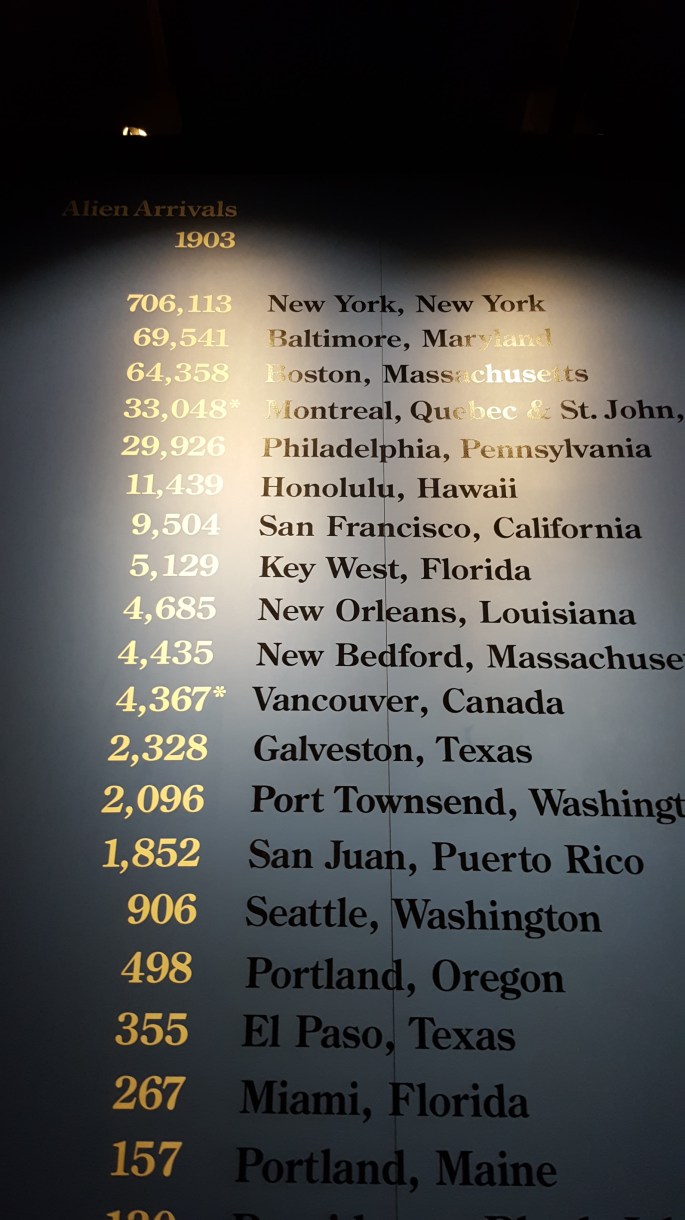 Alien Arrivals
1903
706,113 New York, New York
69,541 Baltimore, Maryland
64,358 Boston, Massachusetts
33,048* Montreal, Quebec & St. John,
29,926 Philadelphia, Pennsylvania
11,439 Honolulu, Hawaii
9,504 San Francisco, California
5,129 Key West, Florida
4,685 New Orleans, Louisiana
4,435 New Bedford, Massachuse
4,367* Vancouver, Canada
2,328 Galveston, Texas
2,096 Port Townsend, Washingt
1,852 San Juan, Puerto Rico
906 Seattle, Washington
498 Portland, Oregon
355 El Paso, Texas
267 Miami, Florida
157 Portland, Maine